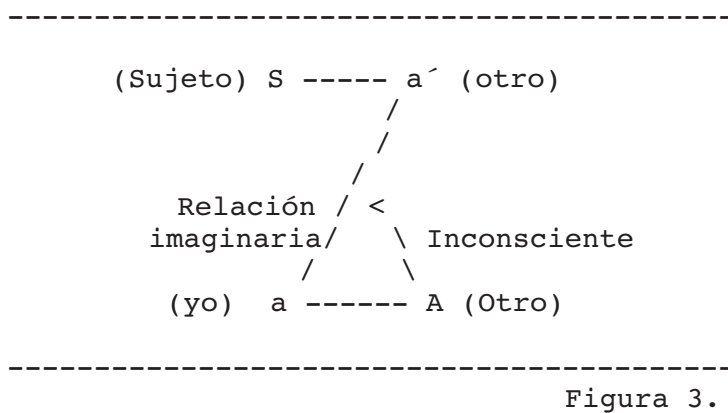 (Sujeto) S ----- a´ (otro)
/
/
/
Relación / <
imaginaria/ \ Inconsciente
/ \
(yo) a ------ A (Otro)
Figura 3.